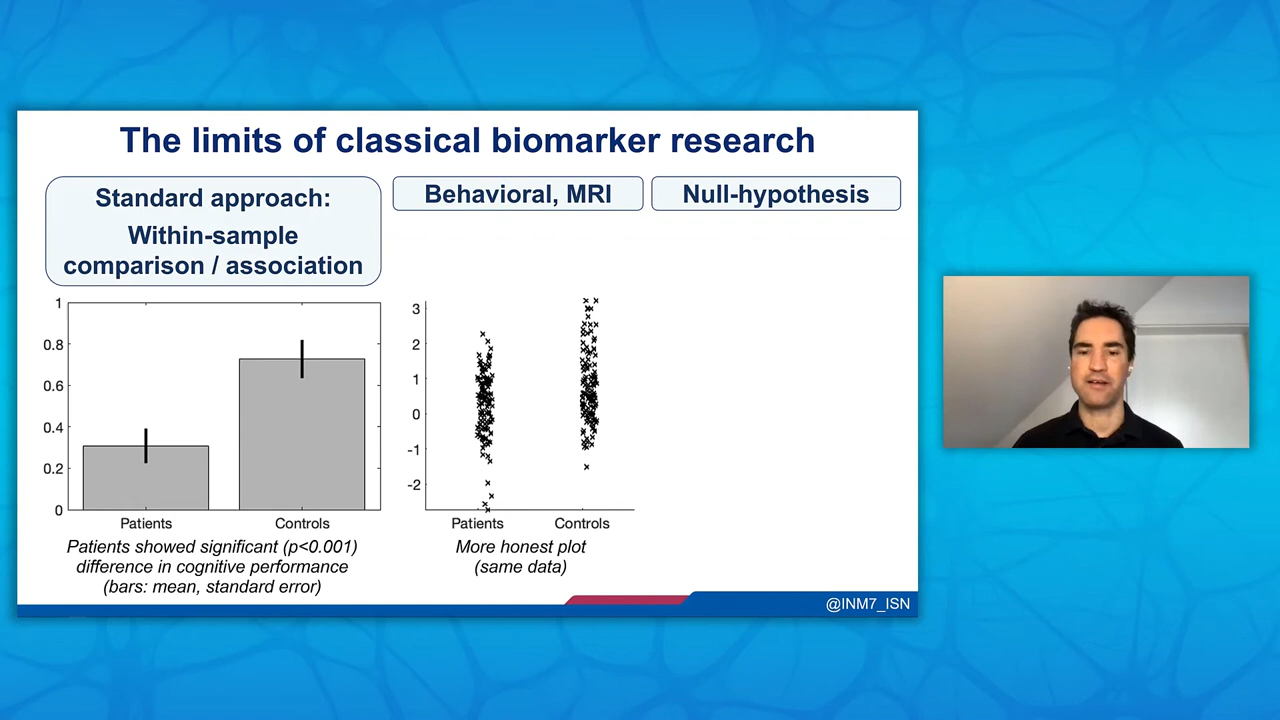 The limits of classical biomarker research
Standard approach:
Within-sample
comparison / association
Behavioral, MRI
Null-hypothesis
1
0.8
0.6
0.4
0.2
0
Patients
Controls
Patients showed significant (p<0.001)
difference in cognitive performance
(bars: mean, standard error)
3
2
1
0
-1
-2
Patients
Controls
More honest plot
(same data)
@INM7_ISN